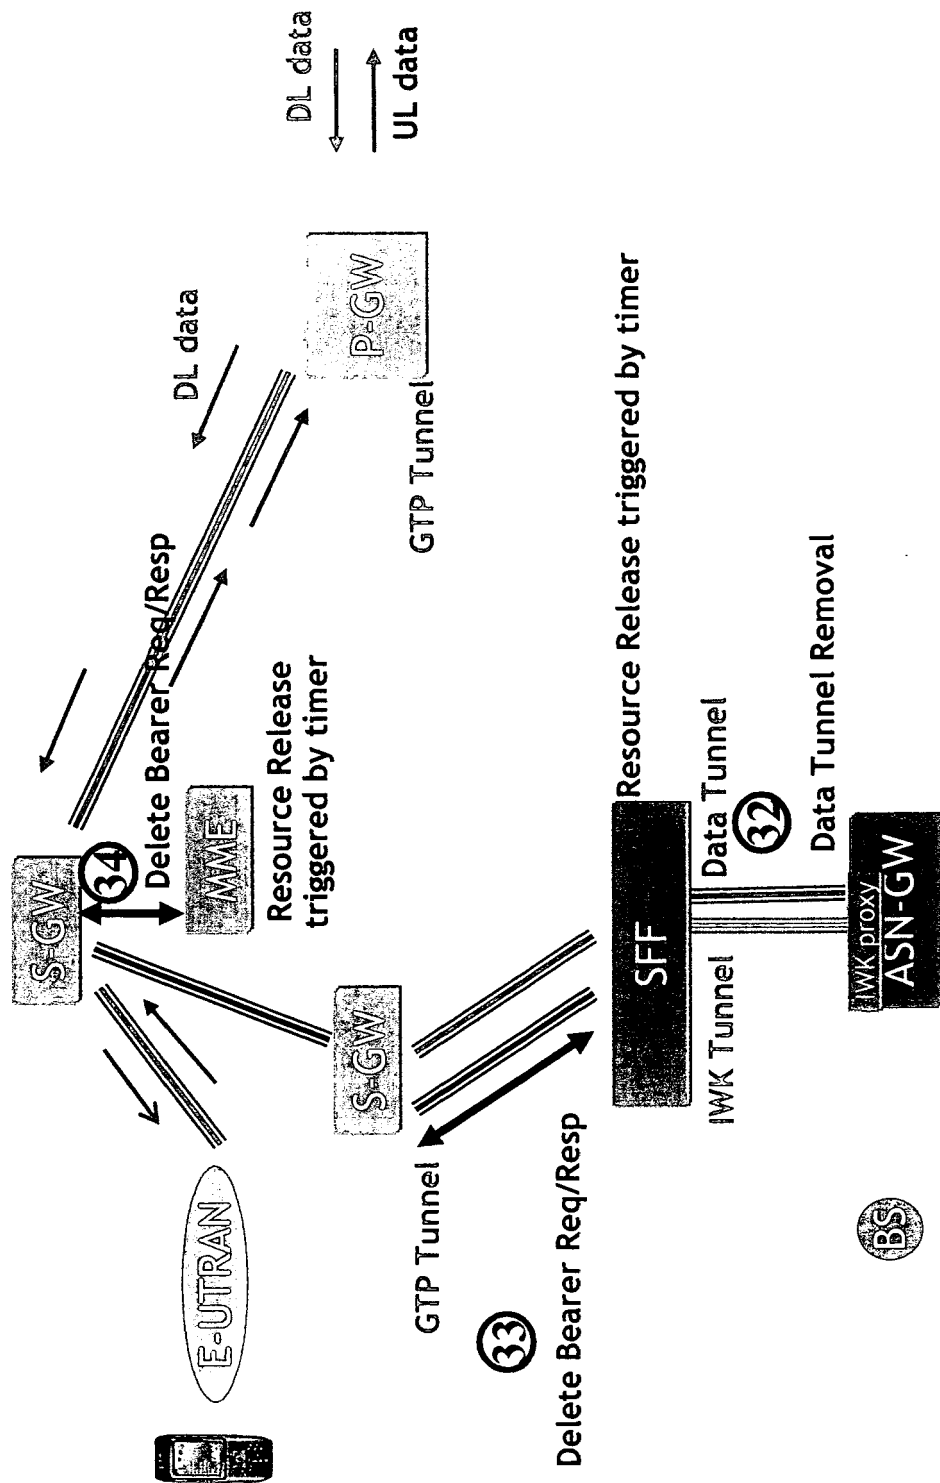 DL data
UL data
DL data
P-GW
GTP Tunnel
S-GW
34
Delete Bearer Req/Resp
MME
Resource Release
triggered by timer
E-UTRAN
S-GW
GTP Tunnel
33
Delete Bearer Req/Resp
Resource Release triggered by timer
SFF
IWK Tunnel
Data Tunnel
32
Data Tunnel Removal
IWK proxy
ASN-GW
BS